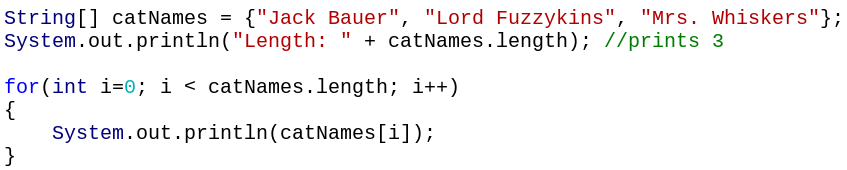 String[] catNames = {"Jack Bauer", "Lord Fuzzykins", "Mrs. Whiskers"};
System.out.println("Length: " + catNames.length); //prints 3
for(int i=0; i < catNames.length; i++)
{
    System.out.println(catNames[i]);
}